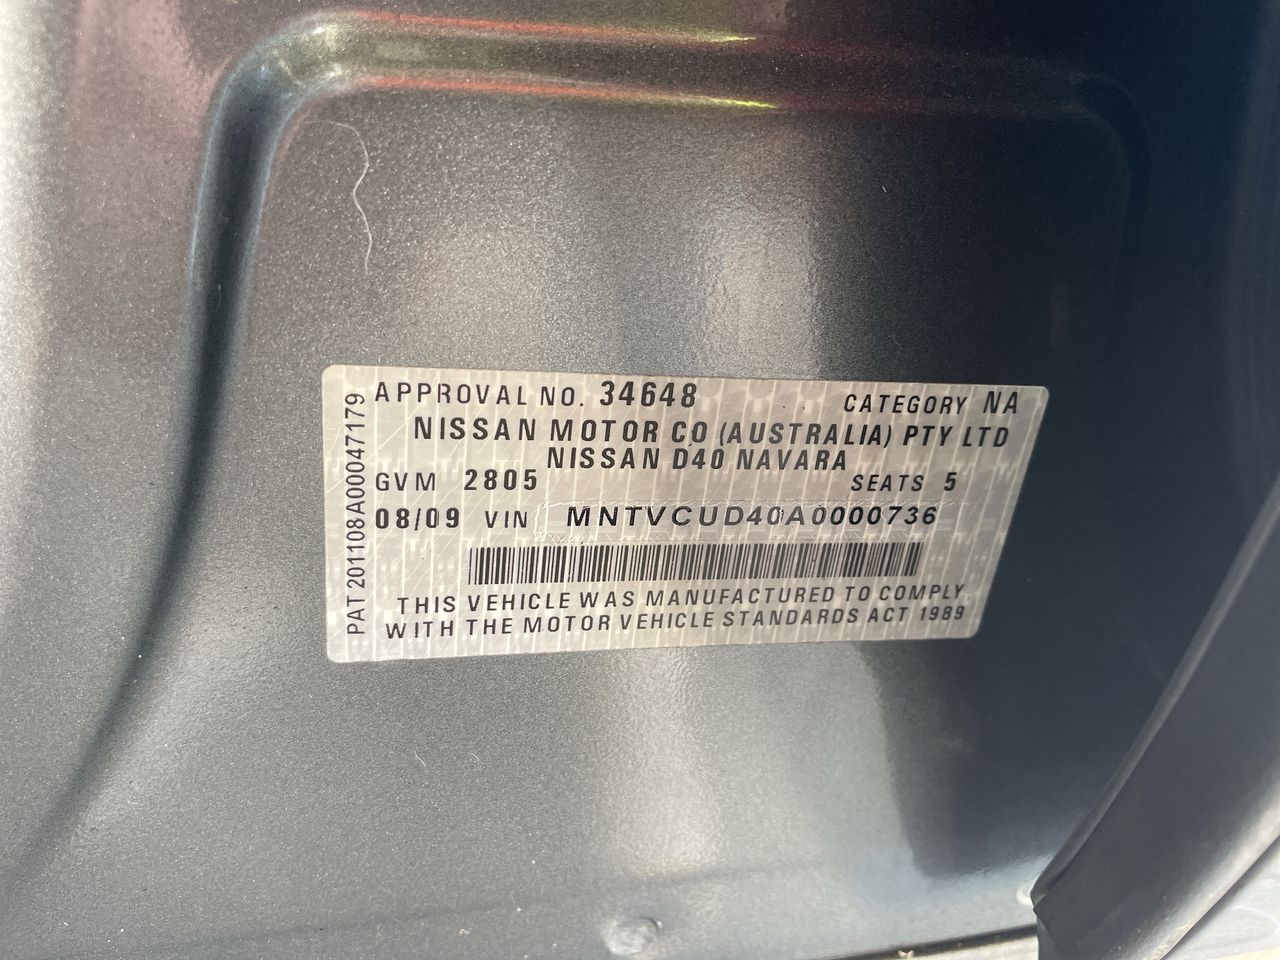 APPROVAL NO. 34648 CATEGORY NA
NISSAN MOTOR CO (AUSTRALIA) PTY LTD
NISSAN D40 NAVARA
GVM 2805 SEATS 5
08/09 VIN MNTVCUD40A0000736
THIS VEHICLE WAS MANUFACTURED TO COMPLY
WITH THE MOTOR VEHICLE STANDARDS ACT 1989
PAT 201108A00047179